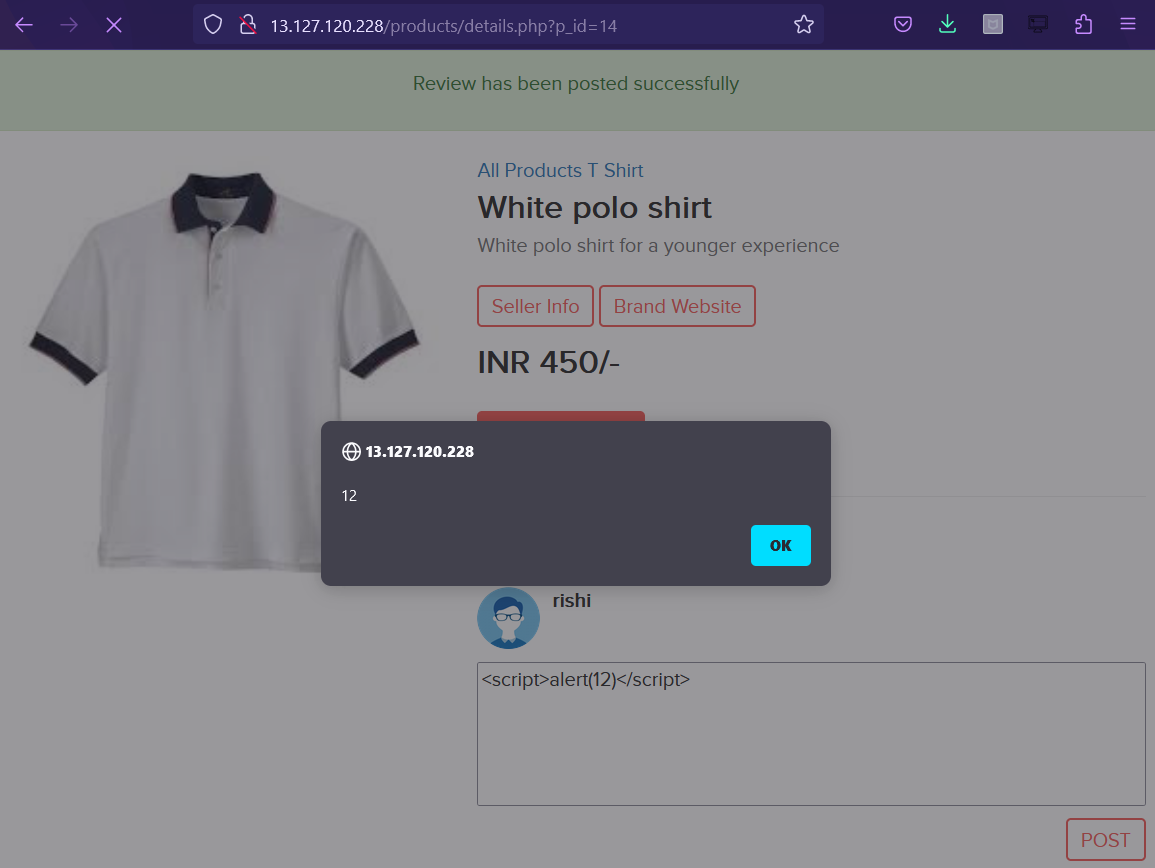 13.127.120.228/products/details.php?p_id=14
Review has been posted successfully
All Products T Shirt
White polo shirt
White polo shirt for a younger experience
Seller Info Brand Website
INR 450/-
13.127.120.228
12
OK
rishi
<script>alert(12)</script>
POST